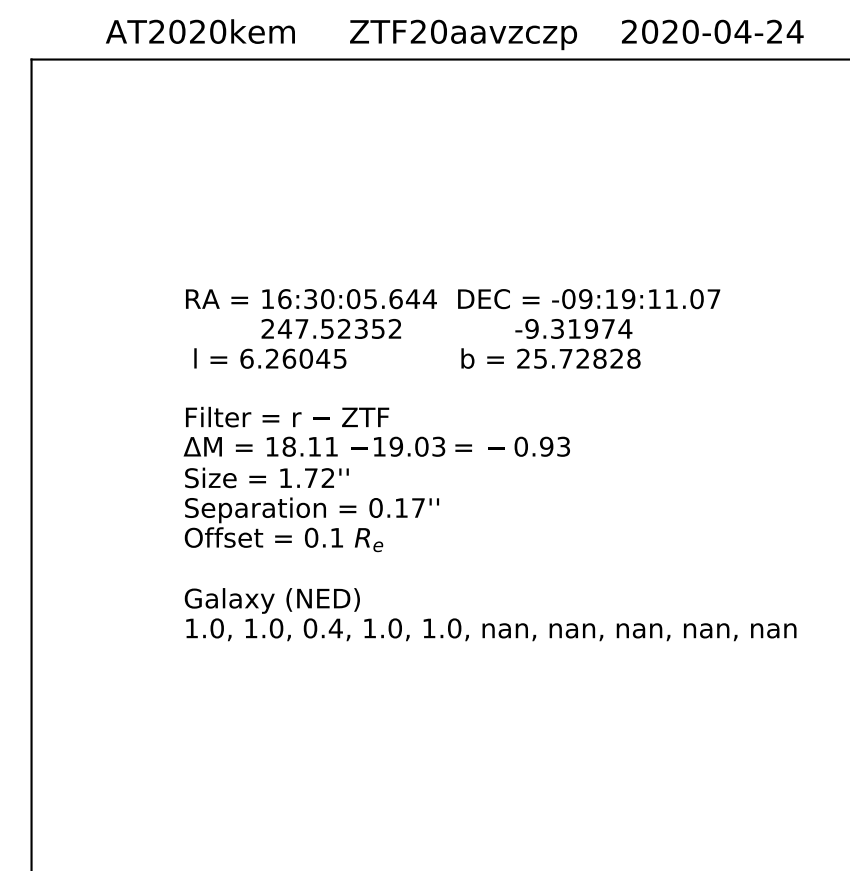 AT2020kem ZTF20aavzczp 2020-04-24
RA = 16:30:05.644 DEC = -09:19:11.07
247.52352 -9.31974
l = 6.26045 b = 25.72828
Filter = r − ZTF
ΔM = 18.11 −19.03 = − 0.93
Size = 1.72''
Separation = 0.17''
Offset = 0.1 Re
Galaxy (NED)
1.0, 1.0, 0.4, 1.0, 1.0, nan, nan, nan, nan, nan